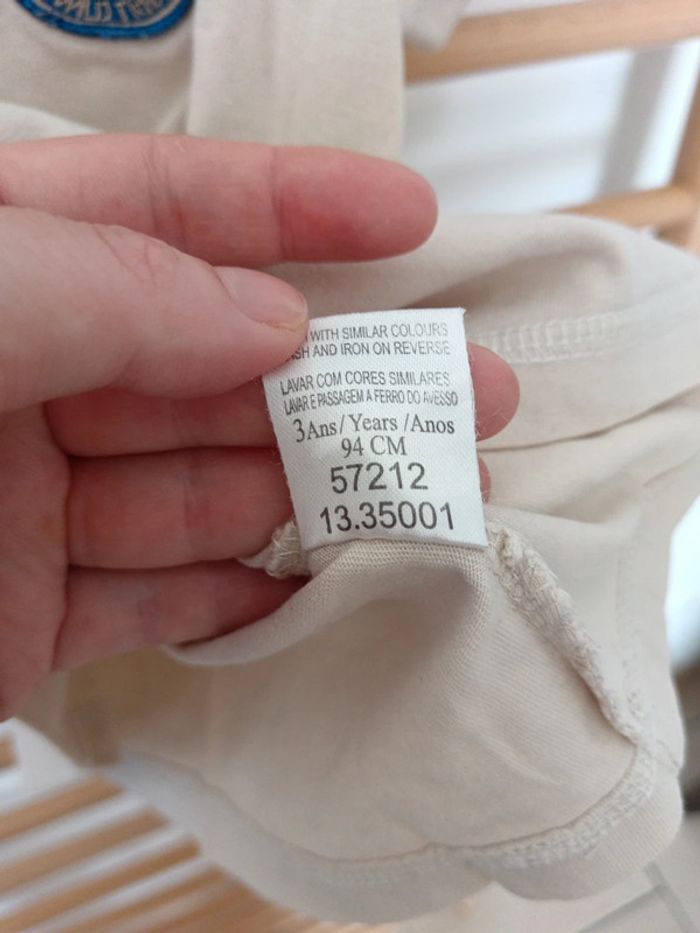 WITH SIMILAR COLOURS
AND IRON ON REVERSE
LAVAR COM CORES SIMILARES
LAVAR E PASSAGEM A FERRO DO AVESSO
3 Ans/Years/Anos
94 CM
57212
13.35001